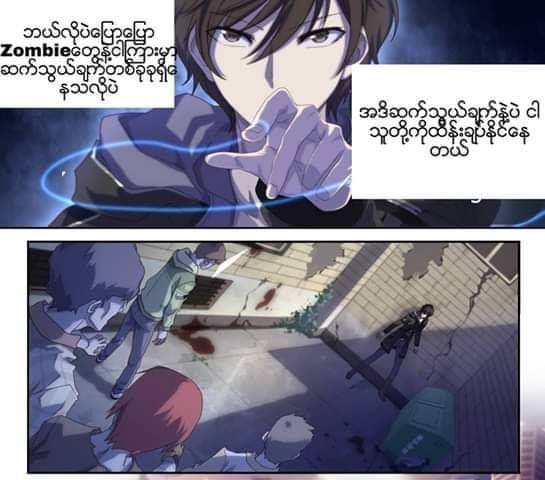 ဘယ်လိုပဲပြောပြော
Zombieတွေနဲ့ငါ့ကြားမှာ
ဆက်သွယ်ချက်တစ်ခုခုရှိ
နေသလိုပဲ
အဒိဆက်သွယ်ချက်နဲ့ပဲ ငါ
သူတို့ကိုထိန်းချုပ်နိုင်နေ
တယ်